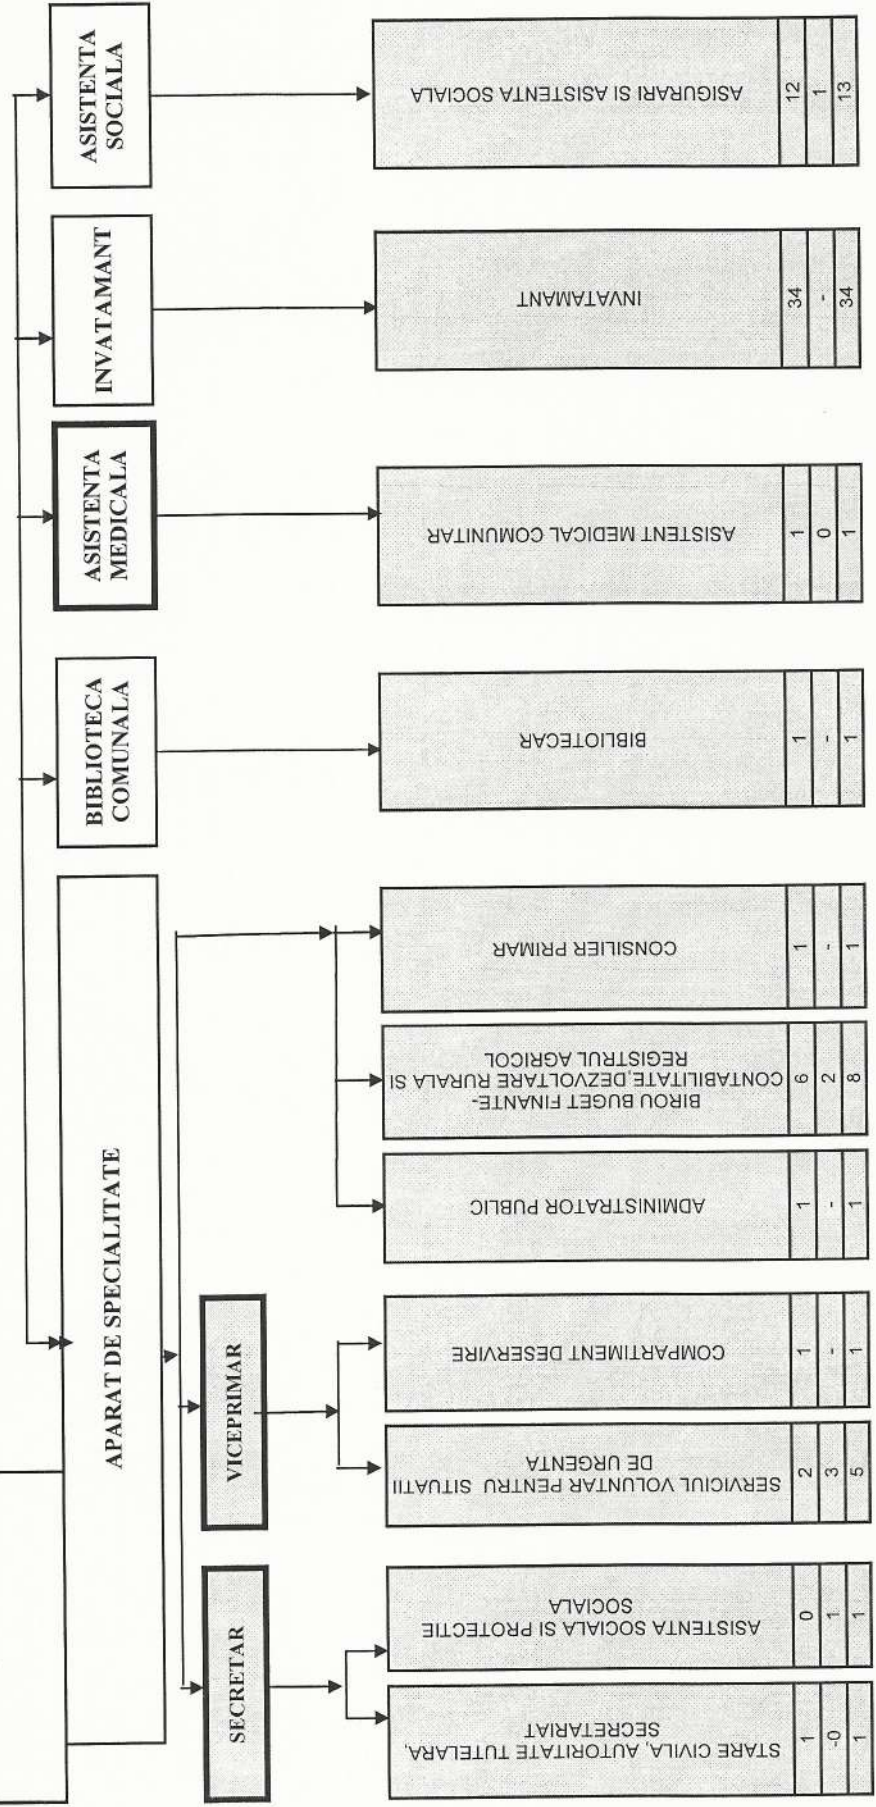 APARAT DE SPECIALITATE
BIBLIOTECA
COMUNALA
ASISTENTA
MEDICALA
INVATAMANT
ASISTENTA
SOCIALA
SECRETAR
VICEPRIMAR
STARE CIVILA, AUTORITATE TUTELARA,
SECRETARIAT
1
-0
1
ASISTENTA SOCIALA SI PROTECTIE
SOCIALA
0
1
1
SERVICIUL VOLUNTAR PENTRU SITUATII
DE URGENTA
2
3
5
COMPARTIMENT DESERVIRE
1
-
1
ADMINISTRATOR PUBLIC
1
-
1
BIROU BUGET FINANTE-
CONTABILITATE,DEZVOLTARE RURALA SI
REGISTRUL AGRICOL
6
2
8
CONSILIER PRIMAR
1
-
1
BIBLIOTECAR
1
-
1
ASISTENT MEDICAL COMUNITAR
1
0
1
INVATAMANT
34
-
34
ASIGURARI SI ASISTENTA SOCIALA
12
1
13